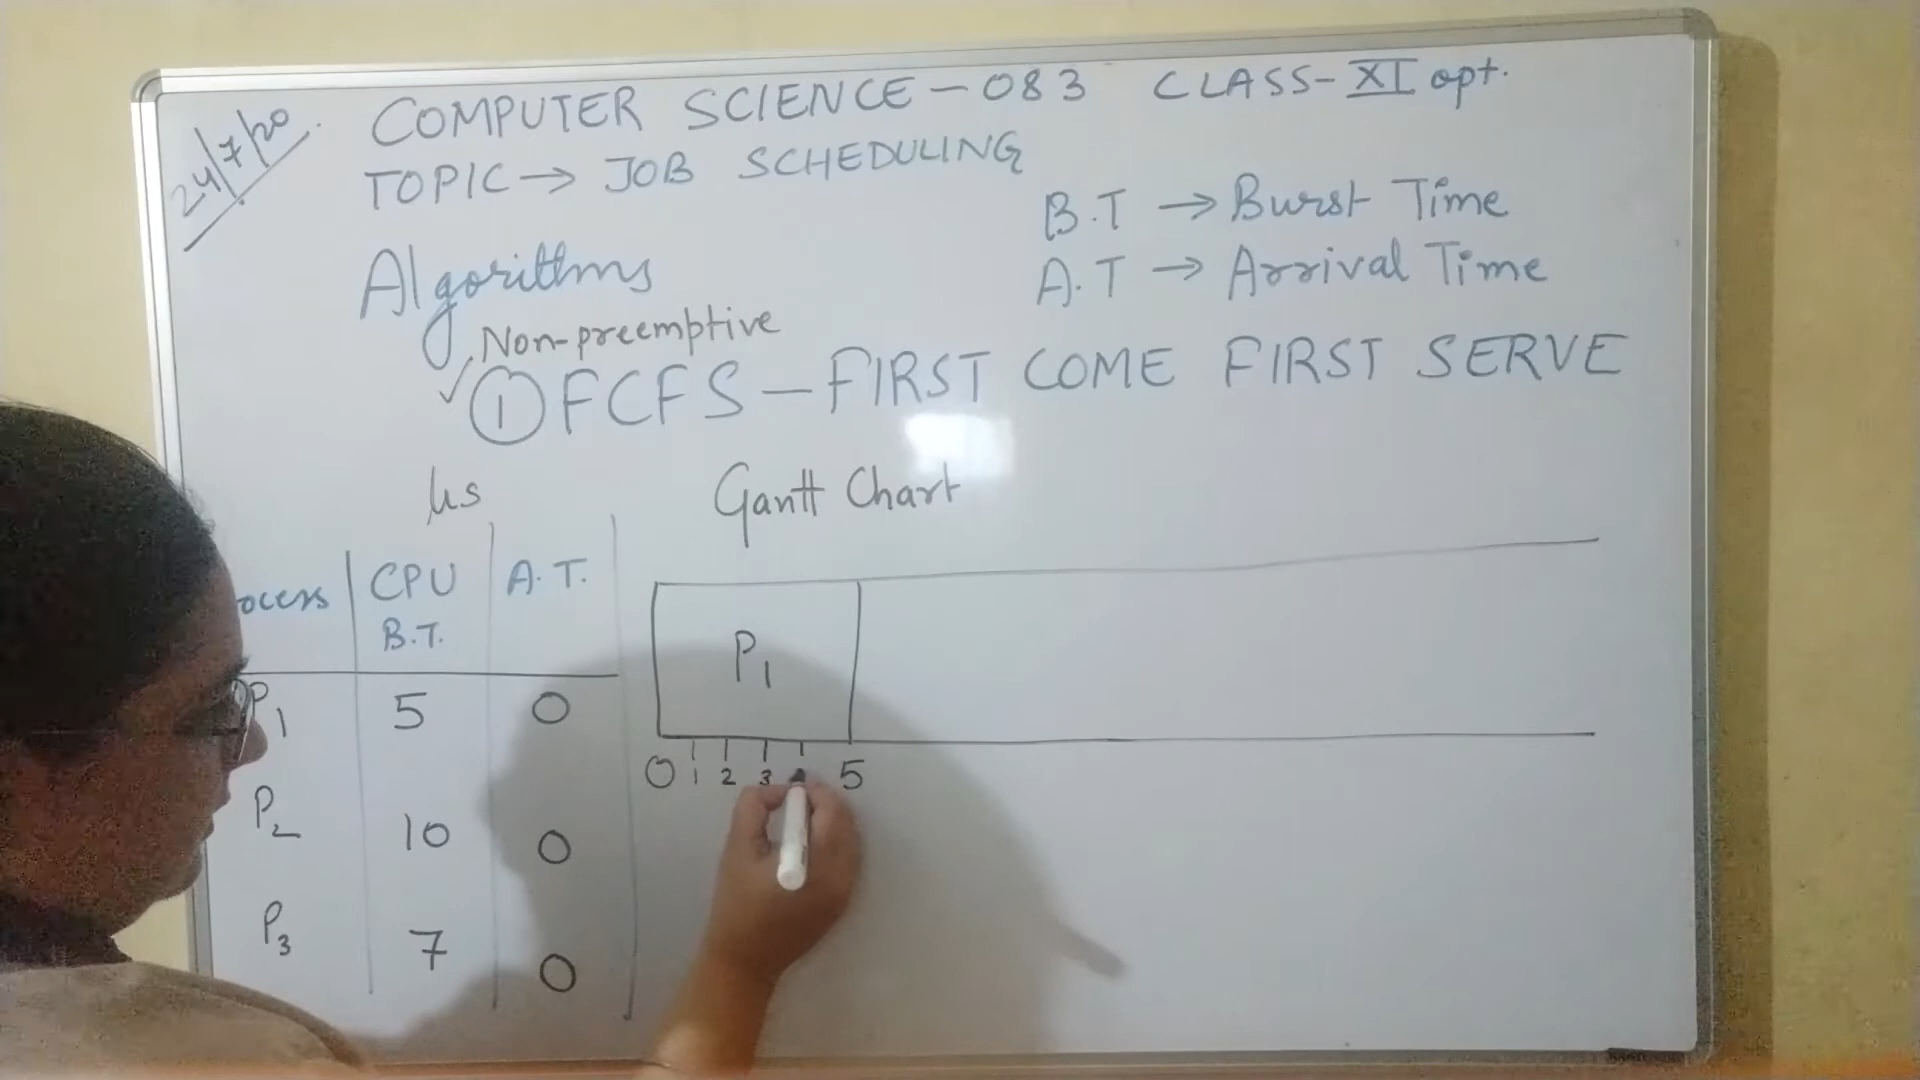 24/7/20.
COMPUTER SCIENCE - 083 CLASS - XI opt.
TOPIC → JOB SCHEDULING
B.T → Burst Time
A.T → Arrival Time
Algorithms
Non-preemptive
✓ 1 FCFS - FIRST COME FIRST SERVE
µs
Gantt Chart
ocess CPU B.T. A.T.
P1 5 0
P2 10 0
P3 7 0
P1
0 1 2 3 5